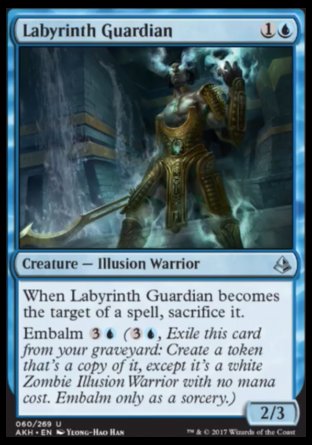 Labyrinth Guardian 1
Creature — Illusion Warrior
When Labyrinth Guardian becomes
the target of a spell, sacrifice it.
Embalm 3 (3, Exile this card
from your graveyard: Create a token
that's a copy of it, except it's a white
Zombie Illusion Warrior with no mana
cost. Embalm only as a sorcery.)
2/3
060/269 U
AKH • EN Yeong-Hao Han
™ & © 2017 Wizards of the Coast